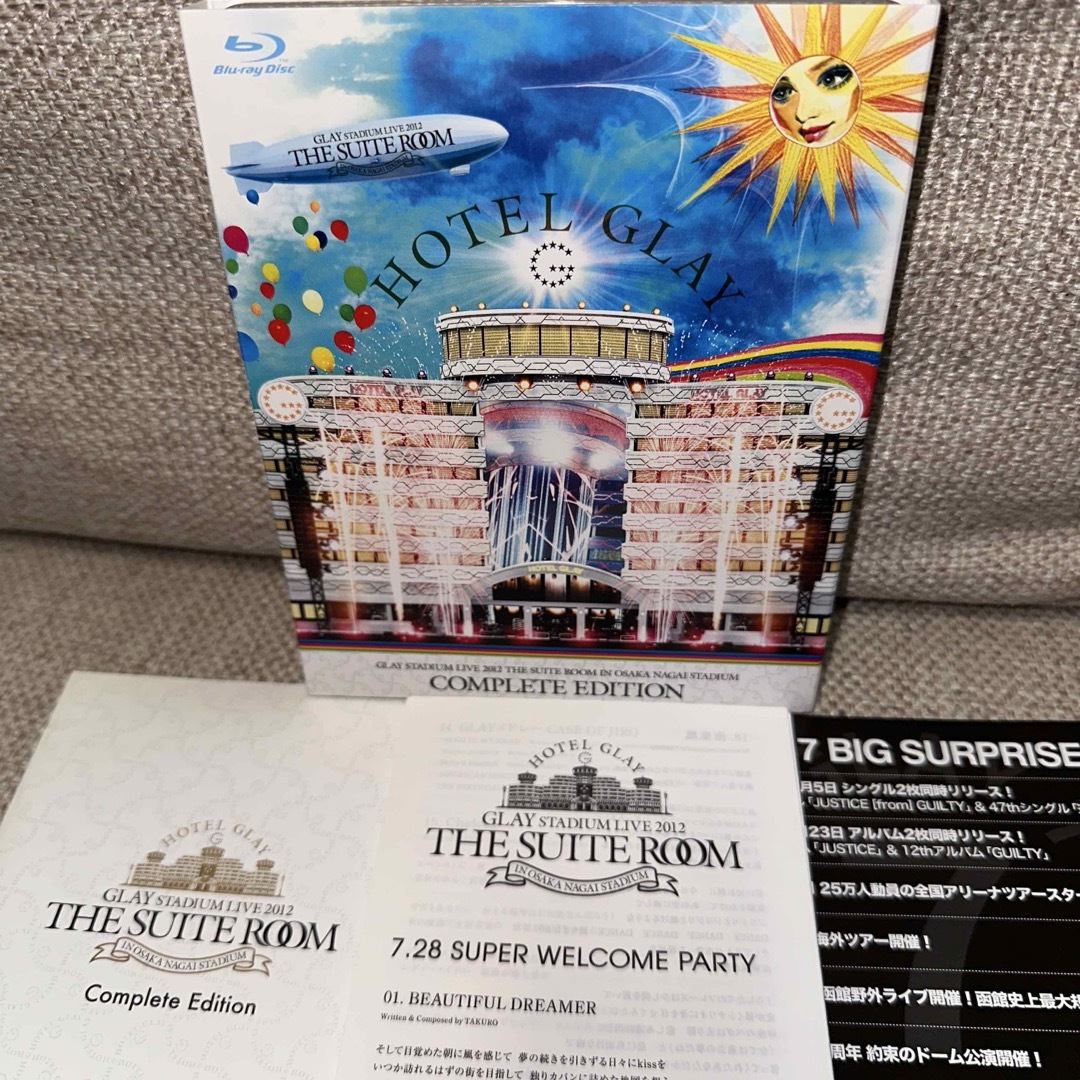 Blu-ray Disc
GLAY STADIUM LIVE 2012
THE SUITE ROOM
IN OSAKA NAGAI STADIUM
HOTEL GLAY
G
HOTEL GLAY
HOTEL GLAY
HOTEL GLAY
GLAY STADIUM LIVE 2012 THE SUITE ROOM IN OSAKA NAGAI STADIUM
COMPLETE EDITION
HOTEL GLAY
GLAY STADIUM LIVE 2012
THE SUITE ROOM
IN OSAKA NAGAI STADIUM
Complete Edition
HOTEL GLAY
GLAY STADIUM LIVE 2012
THE SUITE ROOM
IN OSAKA NAGAI STADIUM
7.28 SUPER WELCOME PARTY
01. BEAUTIFUL DREAMER
Written & Composed by TAKURO
そして目覚めた朝に風を感じて 夢の続きを引きずる日々にkissを
いつか訪れるはずの街を目指して 独りカバンに詰めた地図を
7 BIG SURPRISE
月5日 シングル2枚同時リリース!
「JUSTICE [from] GUILTY」 & 47thシングル
23日 アルバム2枚同時リリース!
「JUSTICE」 & 12thアルバム「GUILTY」
25万人動員の全国アリーナツアースター
海外ツアー開催!
函館野外ライブ開催!函館史上最大規
周年 約束のドーム公演開催!